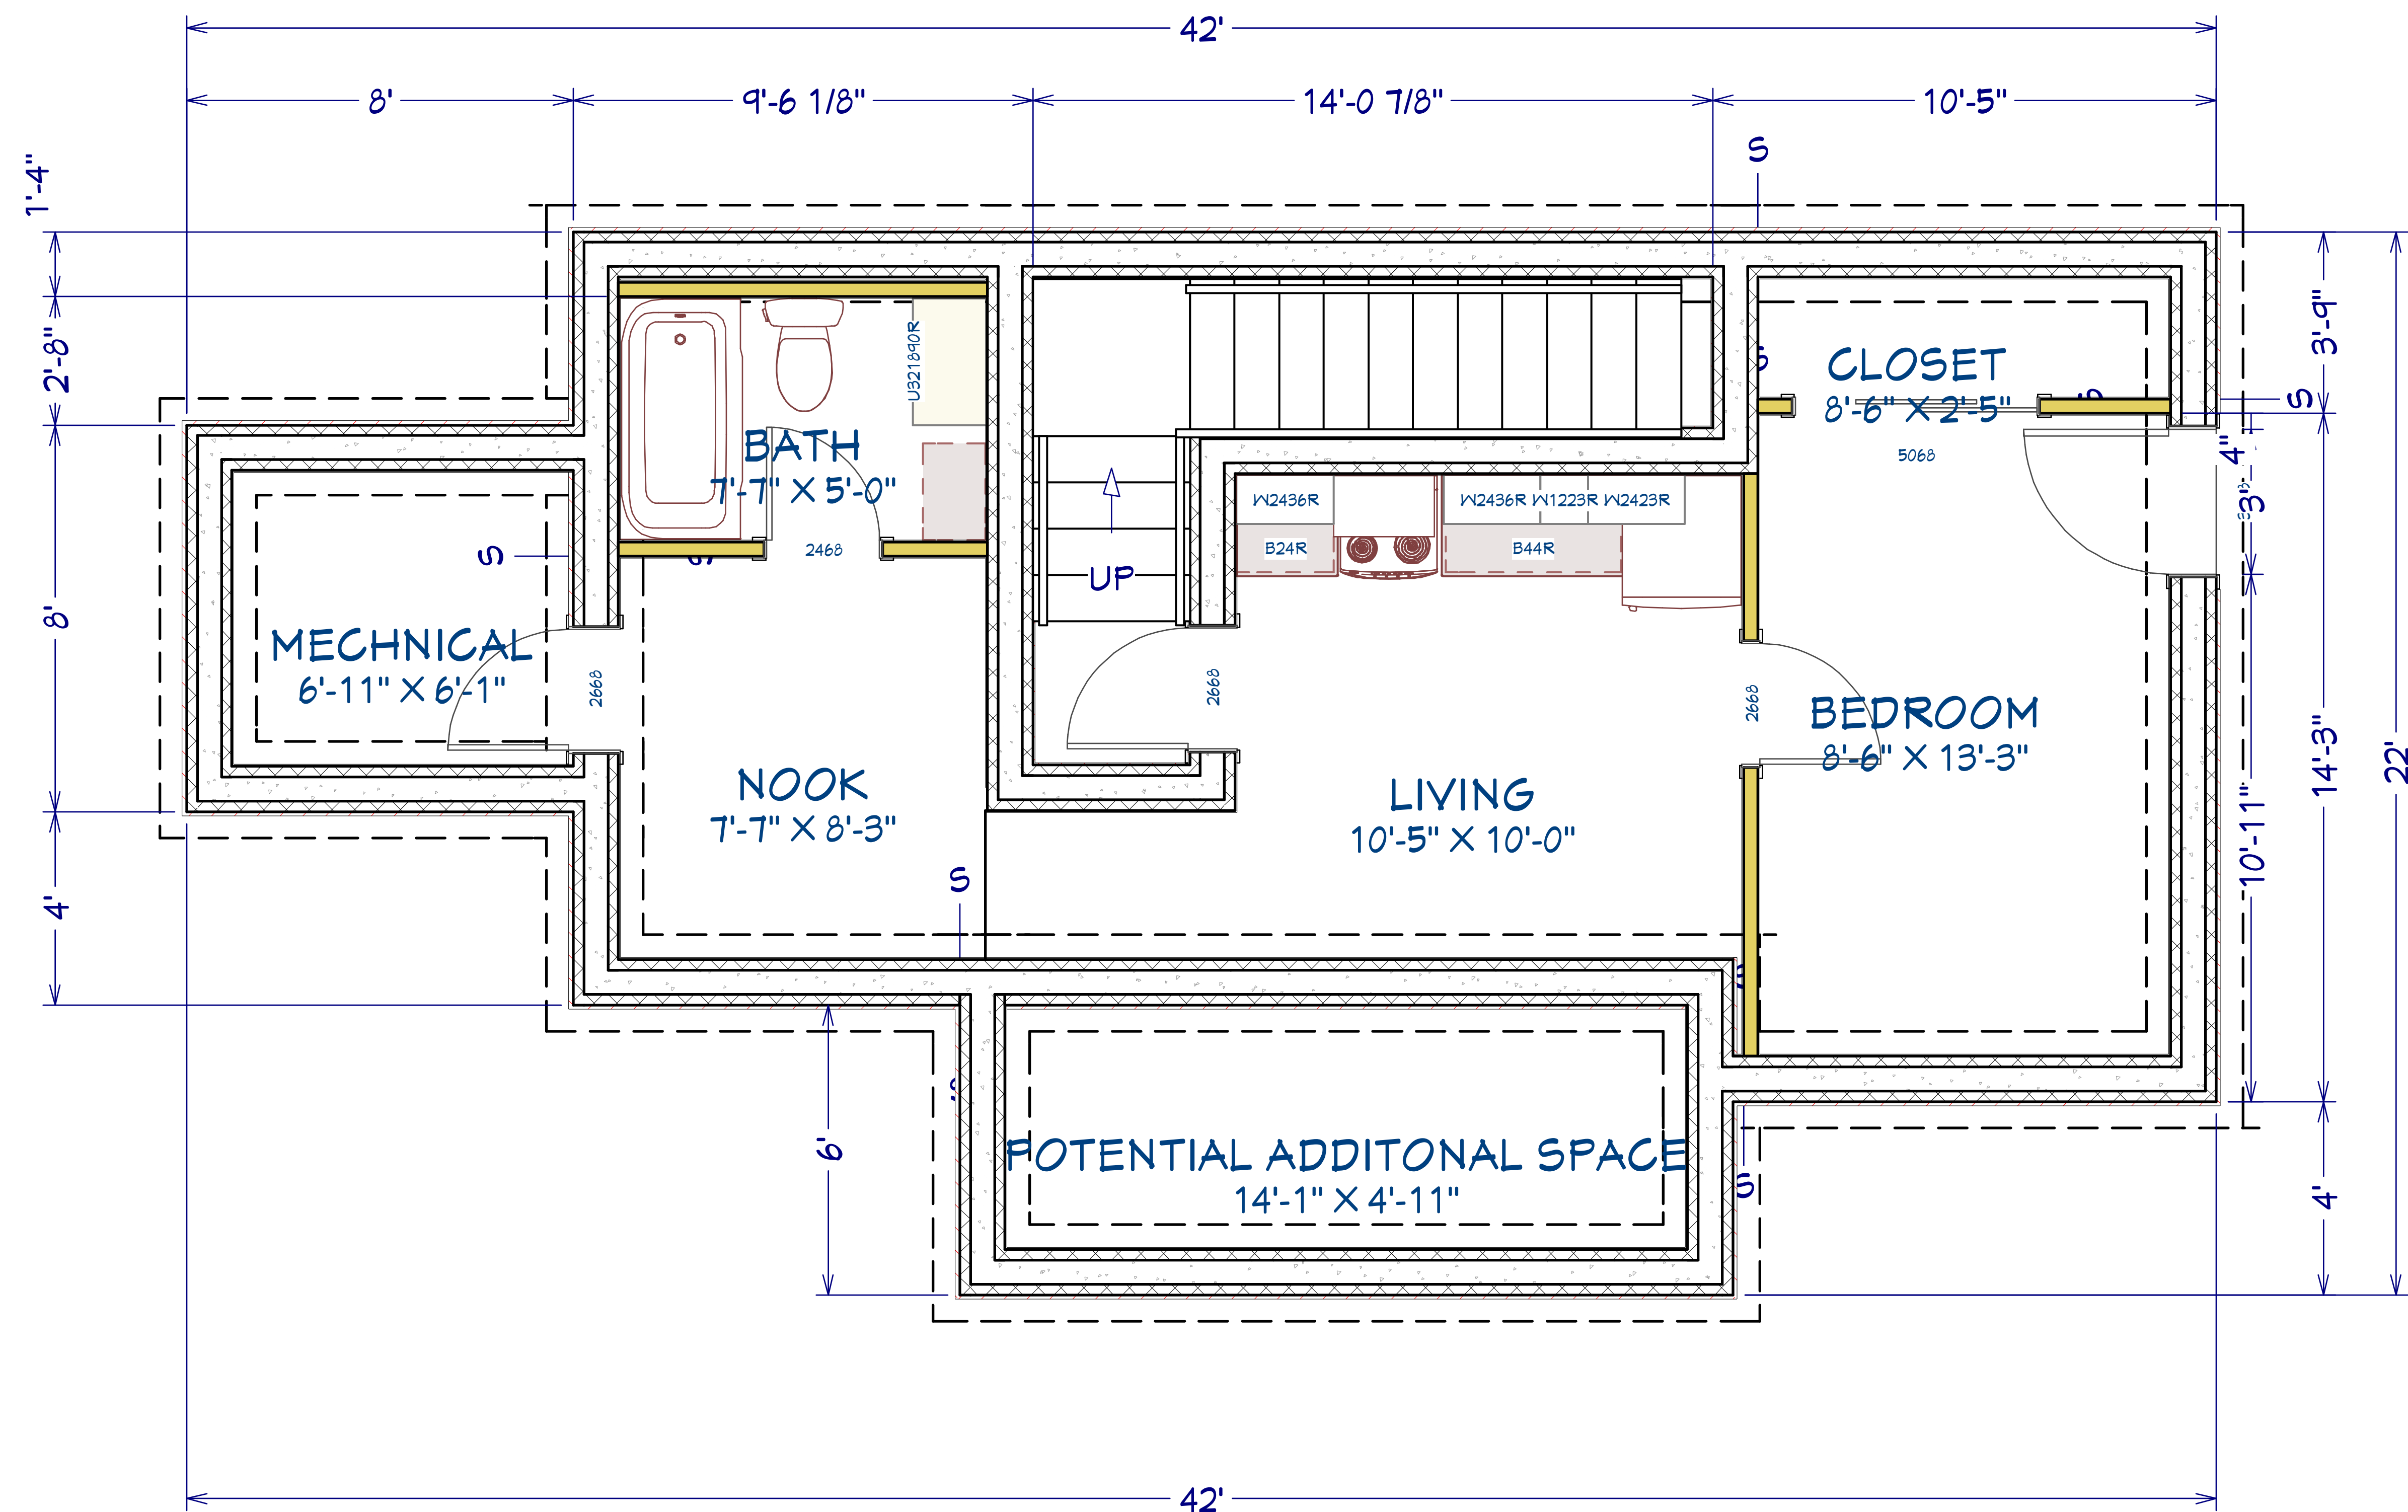 42'
8'
9'-6 1/8"
14'-0 7/8"
10'-5"
S
1'-4"
2'-8"
8'
4'
U321890R
BATH
7'-7" X 5'-0"
2468
S
S
MECHNICAL
6'-11" X 6'-1"
2668
NOOK
7'-7" X 8'-3"
S
UP
2668
W2436R
W2436R
W1223R
W2423R
B24R
B44R
LIVING
10'-5" X 10'-0"
2668
S
CLOSET
8'-6" X 2'-5"
S
5068
BEDROOM
8'-6" X 13'-3"
S
S
3'-9"
S
4"
3'
10'-11"
14'-3"
22'
4'
6'
S
POTENTIAL ADDITONAL SPACE
14'-1" X 4'-11"
S
42'